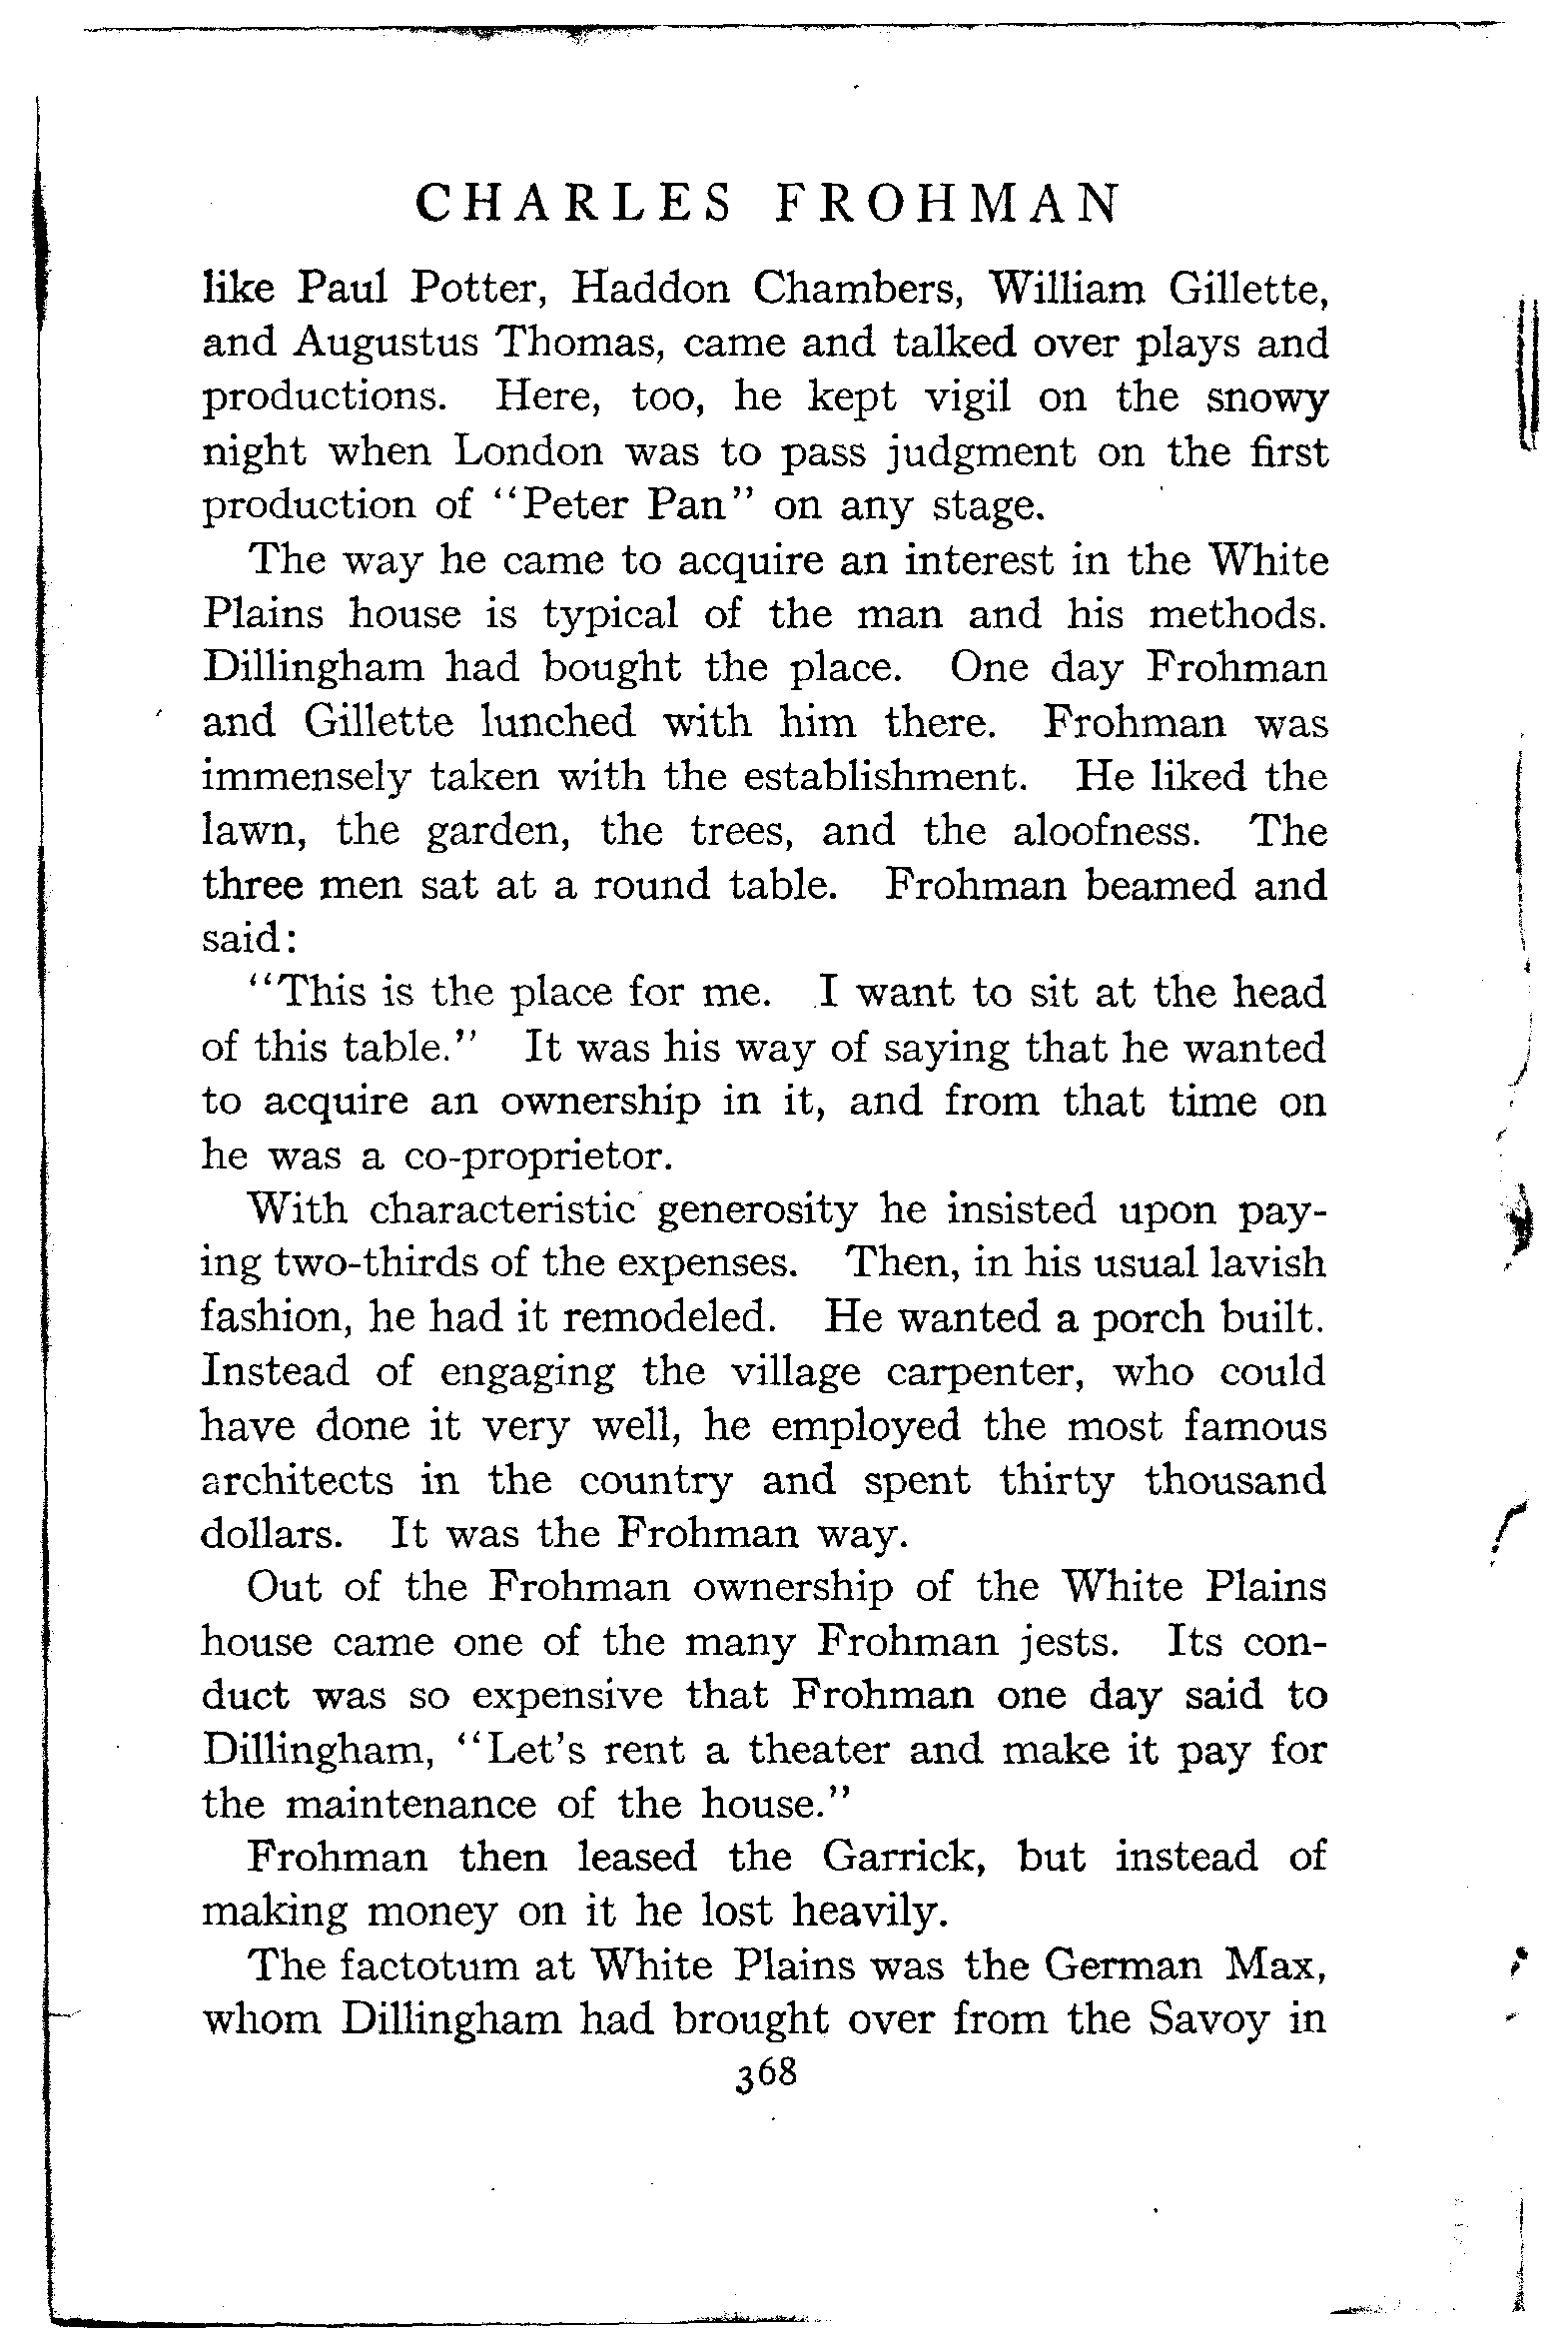 CHARLES FROHMAN
like Paul Potter, Haddon Chambers, William Gillette,
and Augustus Thomas, came and talked over plays and
productions. Here, too, he kept vigil on the snowy
night when London was to pass judgment on the first
production of "Peter Pan" on any stage.
The way he came to acquire an interest in the White
Plains house is typical of the man and his methods.
Dillingham had bought the place. One day Frohman
and Gillette lunched with him there. Frohman was
immensely taken with the establishment. He liked the
lawn, the garden, the trees, and the aloofness. The
three men sat at a round table. Frohman beamed and
said:
"This is the place for me. I want to sit at the head
of this table." It was his way of saying that he wanted
to acquire an ownership in it, and from that time on
he was a co-proprietor.
With characteristic generosity he insisted upon pay-
ing two-thirds of the expenses. Then, in his usual lavish
fashion, he had it remodeled. He wanted a porch built.
Instead of engaging the village carpenter, who could
have done it very well, he employed the most famous
architects in the country and spent thirty thousand
dollars. It was the Frohman way.
Out of the Frohman ownership of the White Plains
house came one of the many Frohman jests. Its con-
duct was so expensive that Frohman one day said to
Dillingham, "Let's rent a theater and make it pay for
the maintenance of the house."
Frohman then leased the Garrick, but instead of
making money on it he lost heavily.
The factotum at White Plains was the German Max,
whom Dillingham had brought over from the Savoy in
368